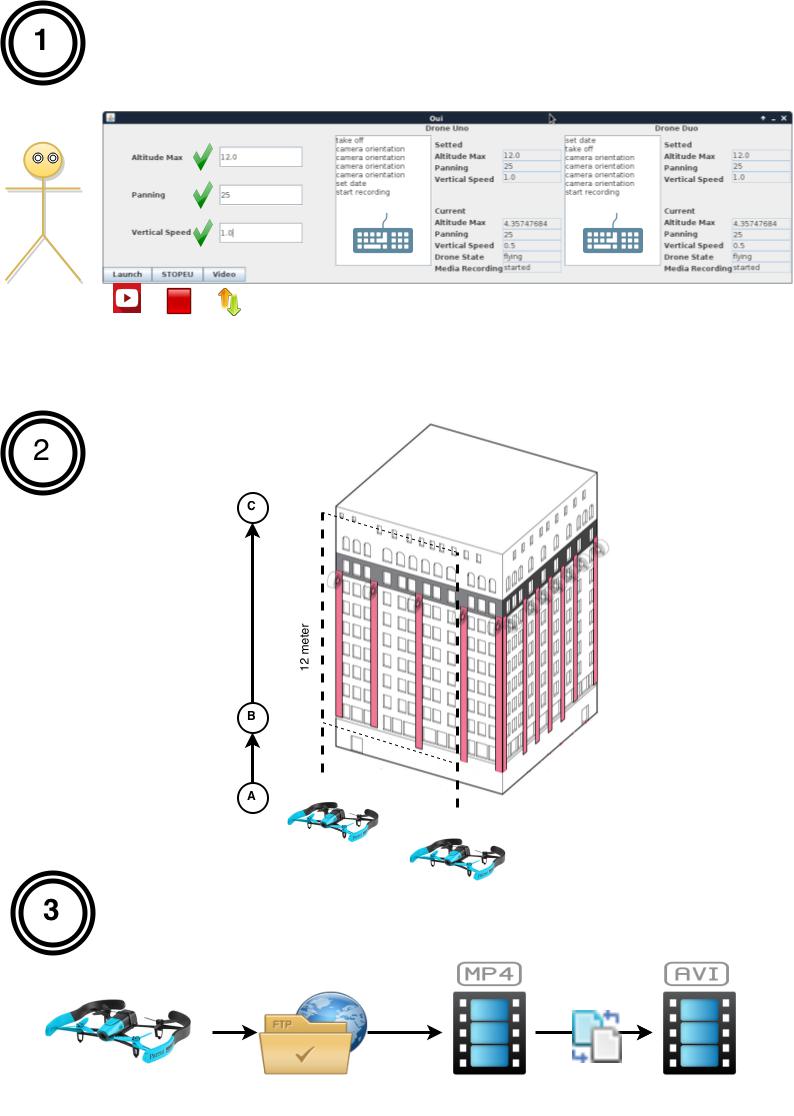 1
Oui
Drone Uno
Drone Duo
Altitude Max
12.0
Panning
25
Vertical Speed
1.0
Launch
STOPEU
Video
take off
camera orientation
camera orientation
camera orientation
camera orientation
set date
start recording
Setted
Altitude Max 12.0
Panning 25
Vertical Speed 1.0
Current
Altitude Max 4.35747684
Panning 25
Vertical Speed 0.5
Drone State flying
Media Recording started
set date
take off
camera orientation
camera orientation
camera orientation
camera orientation
start recording
Setted
Altitude Max 12.0
Panning 25
Vertical Speed 1.0
Current
Altitude Max 4.35747684
Panning 25
Vertical Speed 0.5
Drone State flying
Media Recording started
2
C
12 meter
B
A
3
FTP
MP4
AVI